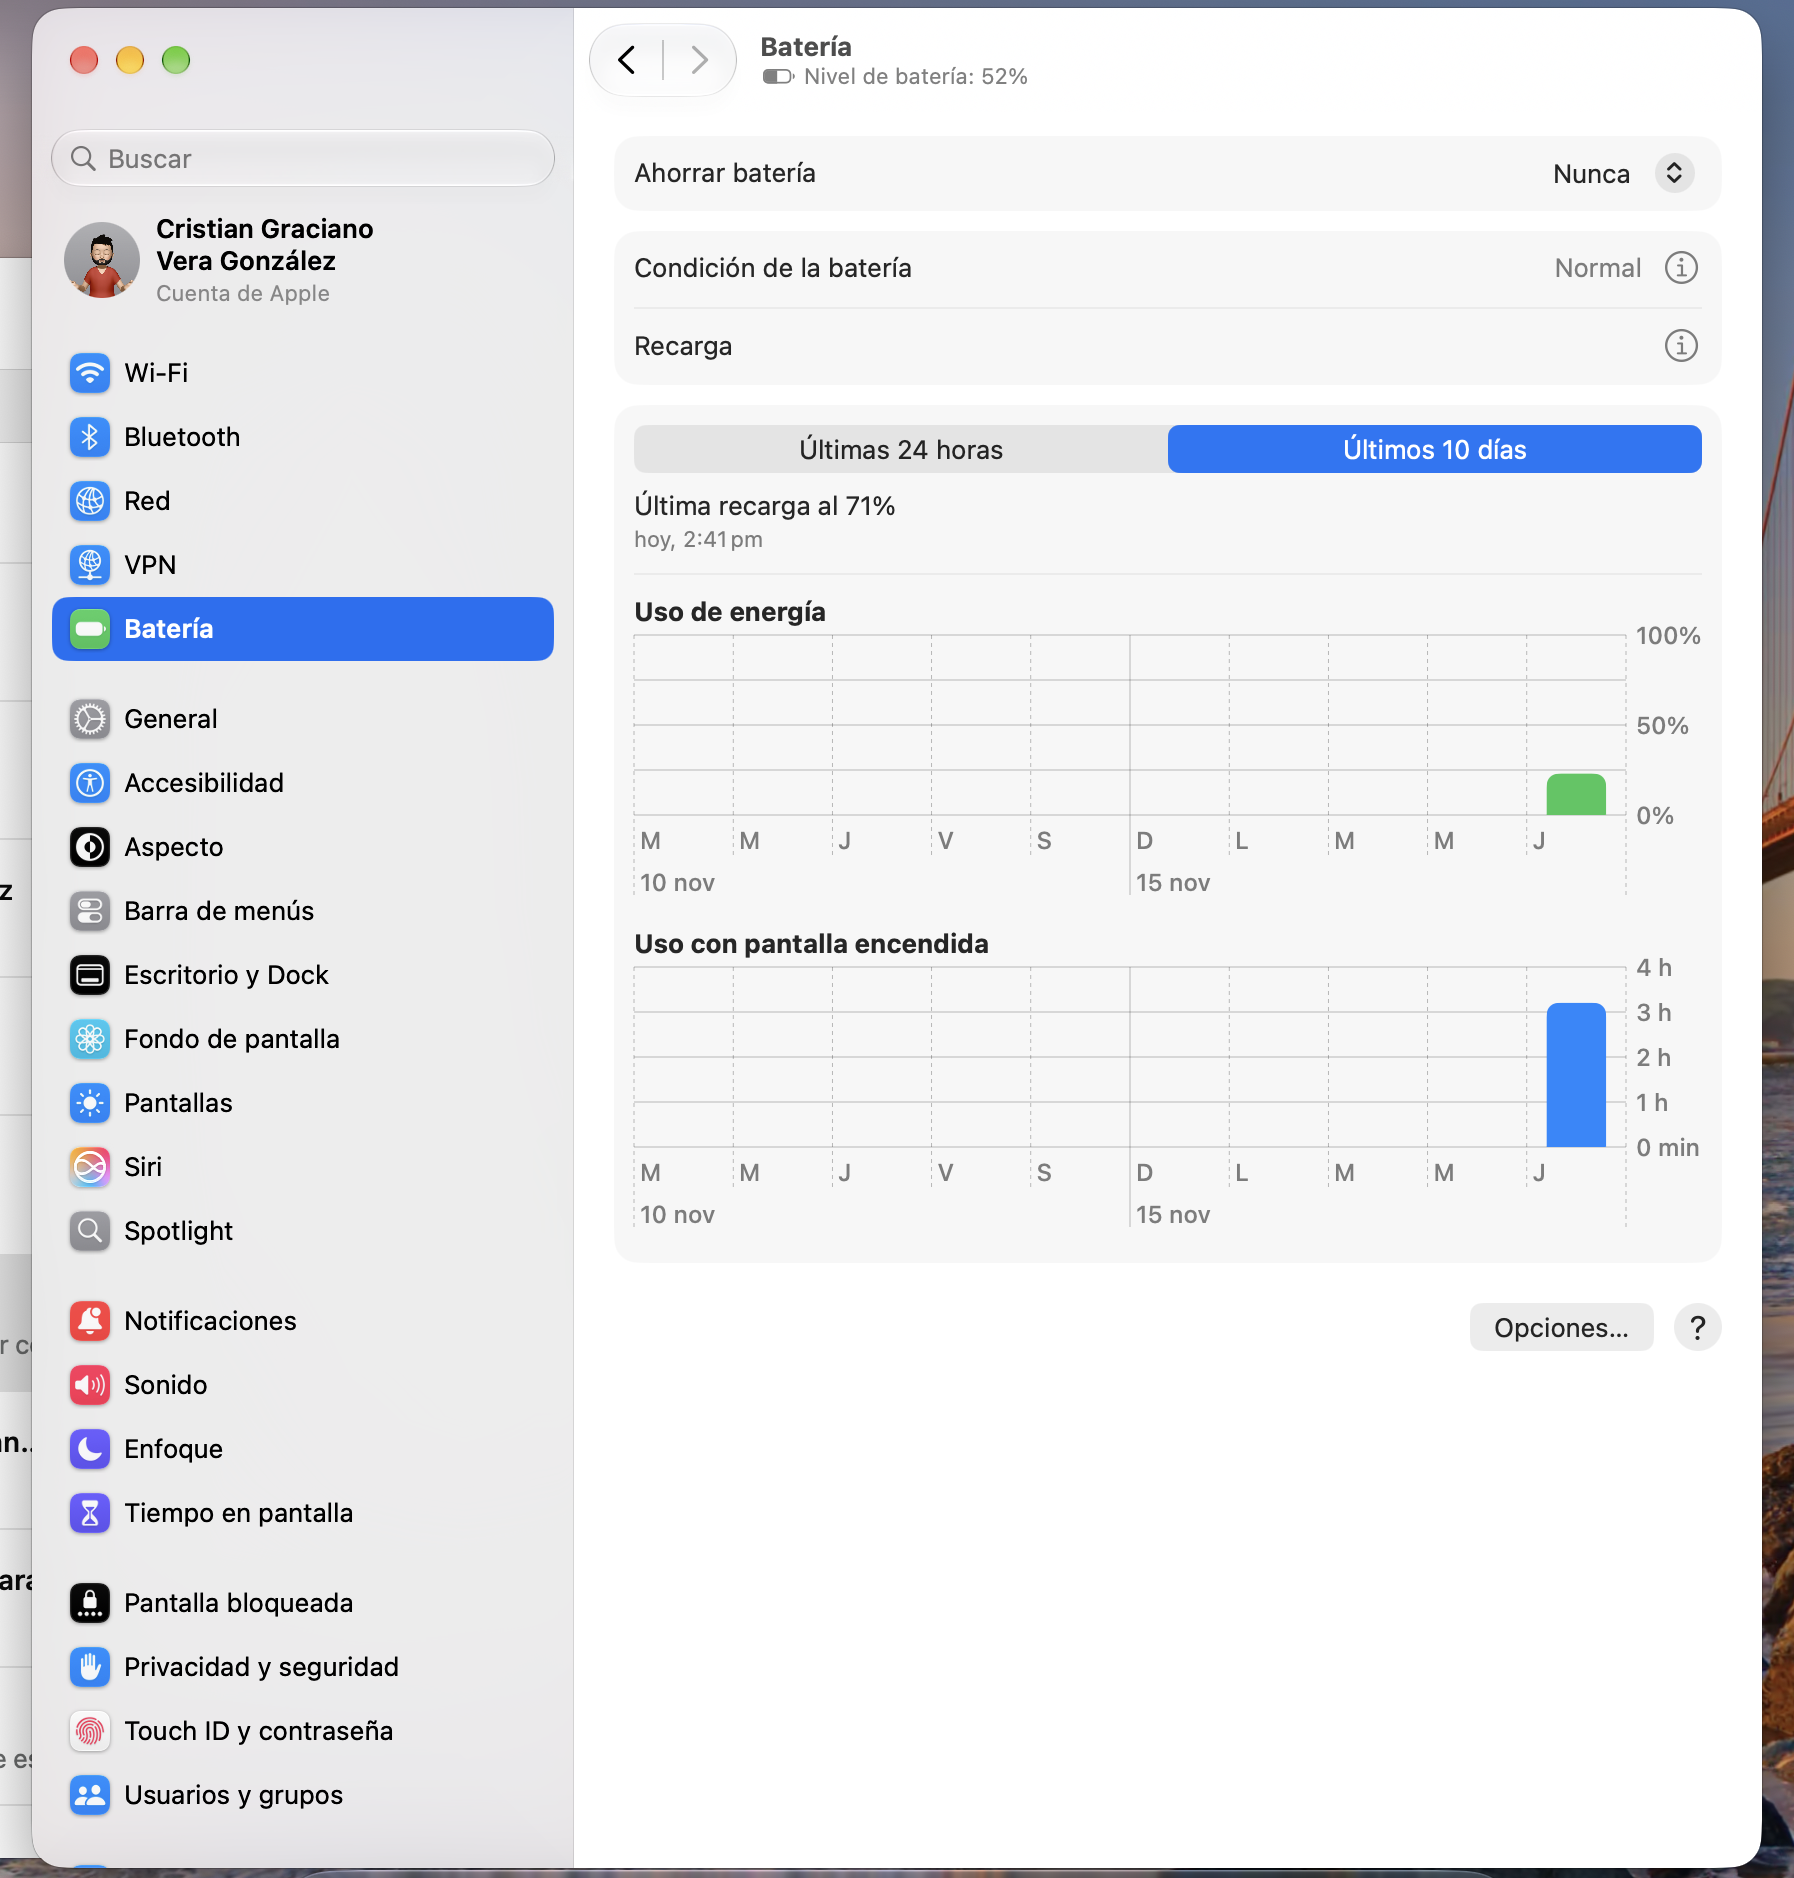 Buscar
Cristian Graciano
Vera González
Cuenta de Apple
Wi-Fi
Bluetooth
Red
VPN
Batería
General
Accesibilidad
Aspecto
Barra de menús
Escritorio y Dock
Fondo de pantalla
Pantallas
Siri
Spotlight
Notificaciones
Sonido
Enfoque
Tiempo en pantalla
Pantalla bloqueada
Privacidad y seguridad
Touch ID y contraseña
Usuarios y grupos
Batería
Nivel de batería: 52%
Ahorrar batería Nunca
Condición de la batería Normal
Recarga
Últimas 24 horas Últimos 10 días
Última recarga al 71%
hoy, 2:41 pm
Uso de energía
100%
50%
0%
M M J V S D L M M J
10 nov 15 nov
Uso con pantalla encendida
4 h
3 h
2 h
1 h
0 min
M M J V S D L M M J
10 nov 15 nov
Opciones... ?